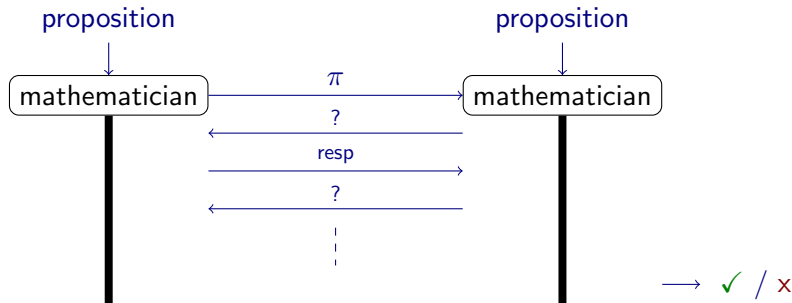 proposition proposition
mathematician π mathematician
?
resp
?
✓ / x